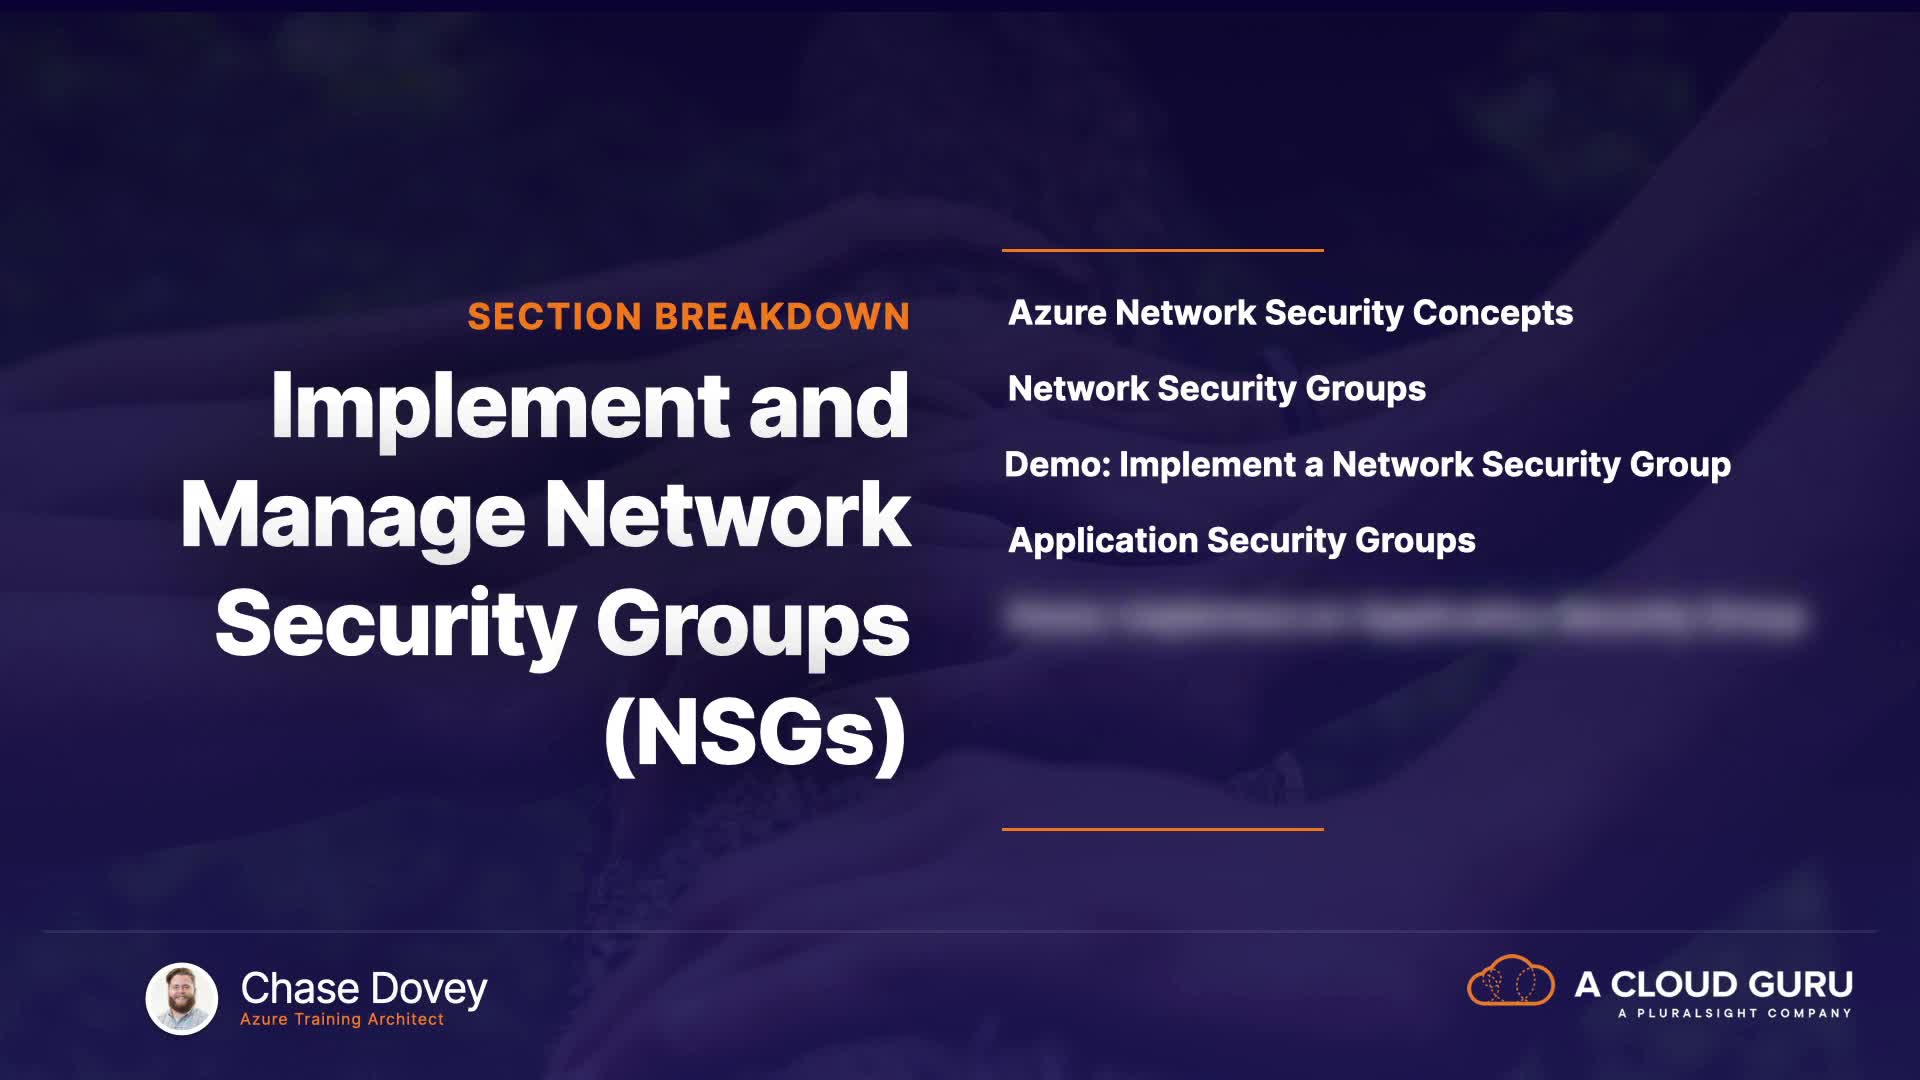 SECTION BREAKDOWN
Implement and
Manage Network
Security Groups
(NSGs)
Azure Network Security Concepts
Network Security Groups
Demo: Implement a Network Security Group
Application Security Groups
Chase Dovey
Azure Training Architect
A CLOUD GURU
A PLURALSIGHT COMPANY